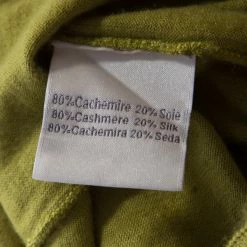 80%Cachemire 20% Soie
80%Cashmere 20% Silk
80%Cachemira 20% Seda